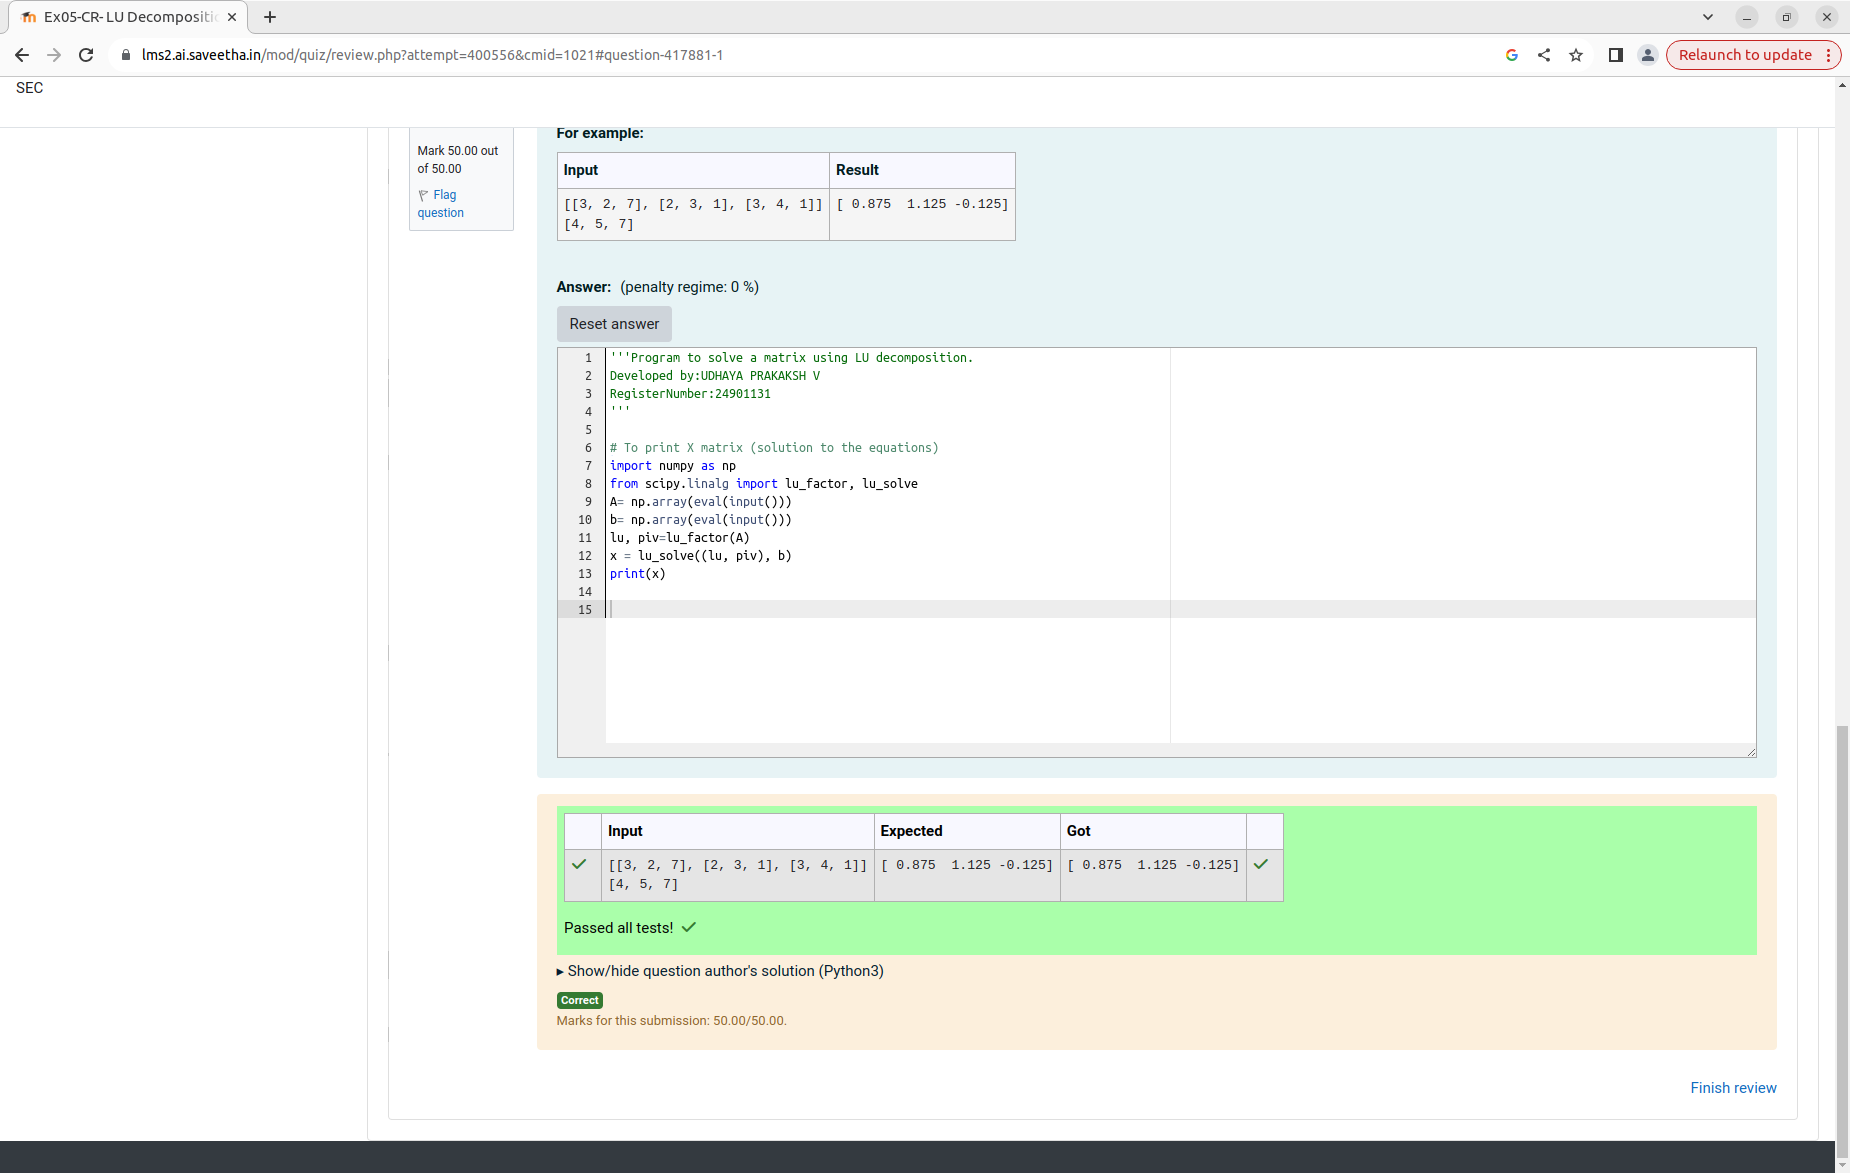 Ex05-CR- LU Decompositi
lms2.ai.saveetha.in/mod/quiz/review.php?attempt=400556&cmid=1021#question-417881-1
Relaunch to update
SEC
Mark 50.00 out
of 50.00
Flag
question
For example:
Input Result
[[3, 2, 7], [2, 3, 1], [3, 4, 1]] [ 0.875  1.125 -0.125]
[4, 5, 7]
Answer: (penalty regime: 0 %)
Reset answer
1 '''Program to solve a matrix using LU decomposition.
2 Developed by:UDHAYA PRAKAKSH V
3 RegisterNumber:24901131
4 '''
5
6 # To print X matrix (solution to the equations)
7 import numpy as np
8 from scipy.linalg import lu_factor, lu_solve
9 A= np.array(eval(input()))
10 b= np.array(eval(input()))
11 lu, piv=lu_factor(A)
12 x = lu_solve((lu, piv), b)
13 print(x)
14
15
Input Expected Got
[[3, 2, 7], [2, 3, 1], [3, 4, 1]] [ 0.875  1.125 -0.125] [ 0.875  1.125 -0.125]
[4, 5, 7]
Passed all tests!
Show/hide question author's solution (Python3)
Correct
Marks for this submission: 50.00/50.00.
Finish review